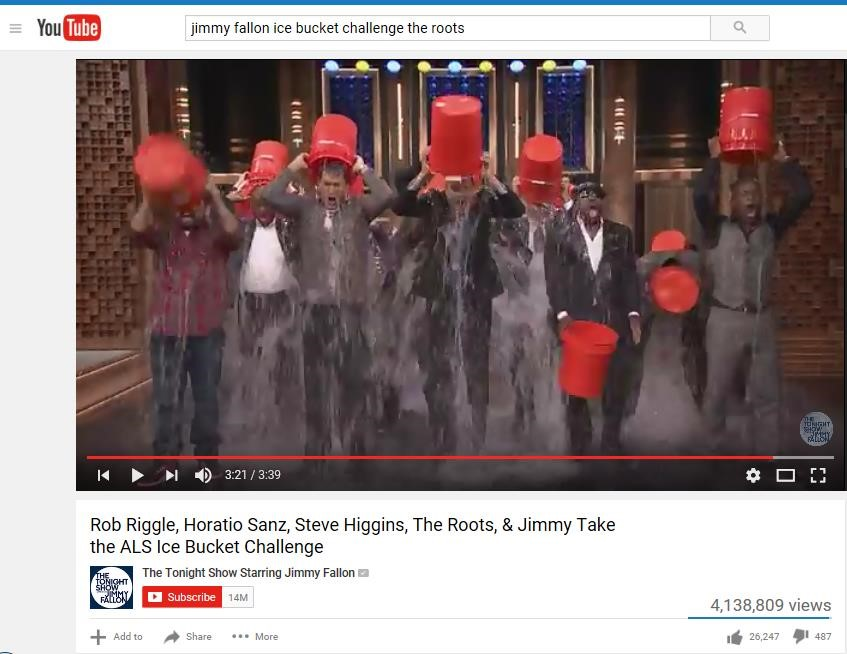 YouTube
jimmy fallon ice bucket challenge the roots
THE TONIGHT SHOW JIMMY FALLON
3:21 / 3:39
Rob Riggle, Horatio Sanz, Steve Higgins, The Roots, & Jimmy Take
the ALS Ice Bucket Challenge
THE
TONIGHT
SHOW
JIMMY
FALLON
The Tonight Show Starring Jimmy Fallon
Subscribe 14M
4,138,809 views
Add to Share More 26,247 487